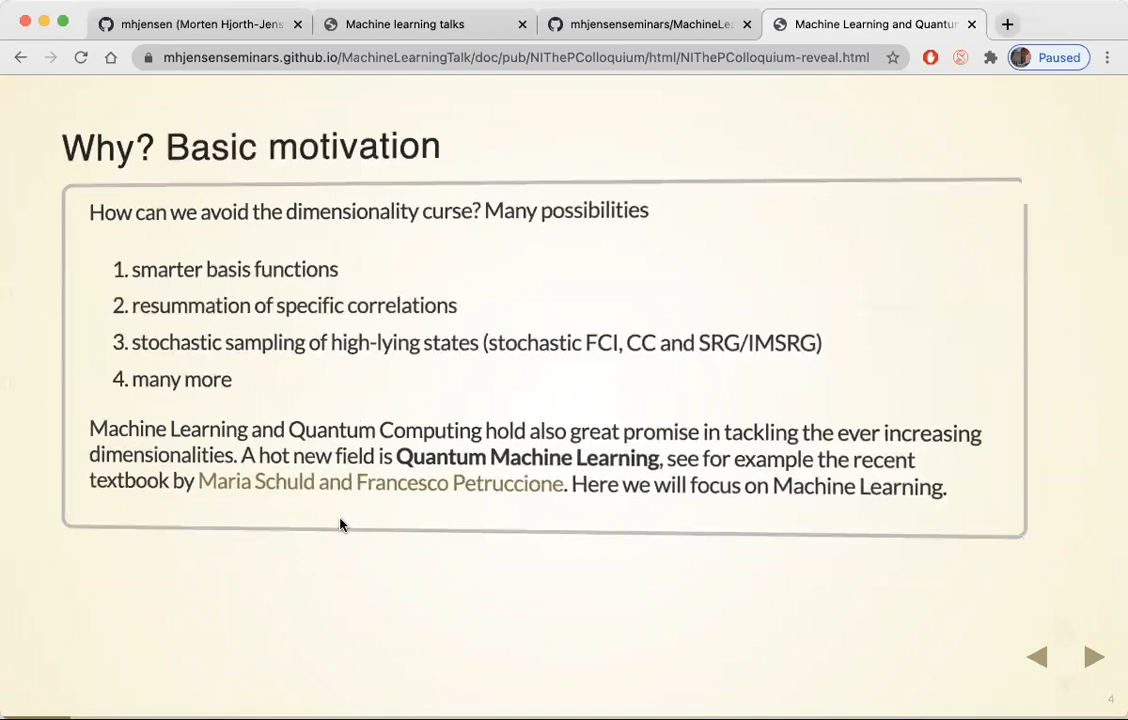 mhjensen (Morten Hjorth-Jens
Machine learning talks
mhjensenseminars/MachineLe
Machine Learning and Quantu
mhjensenseminars.github.io/MachineLearningTalk/doc/pub/NIThePColloquium/html/NIThePColloquium-reveal.html
Paused
Why? Basic motivation
How can we avoid the dimensionality curse? Many possibilities
1. smarter basis functions
2. resummation of specific correlations
3. stochastic sampling of high-lying states (stochastic FCI, CC and SRG/IMSRG)
4. many more
Machine Learning and Quantum Computing hold also great promise in tackling the ever increasing
dimensionalities. A hot new field is Quantum Machine Learning, see for example the recent
textbook by Maria Schuld and Francesco Petruccione. Here we will focus on Machine Learning.
4